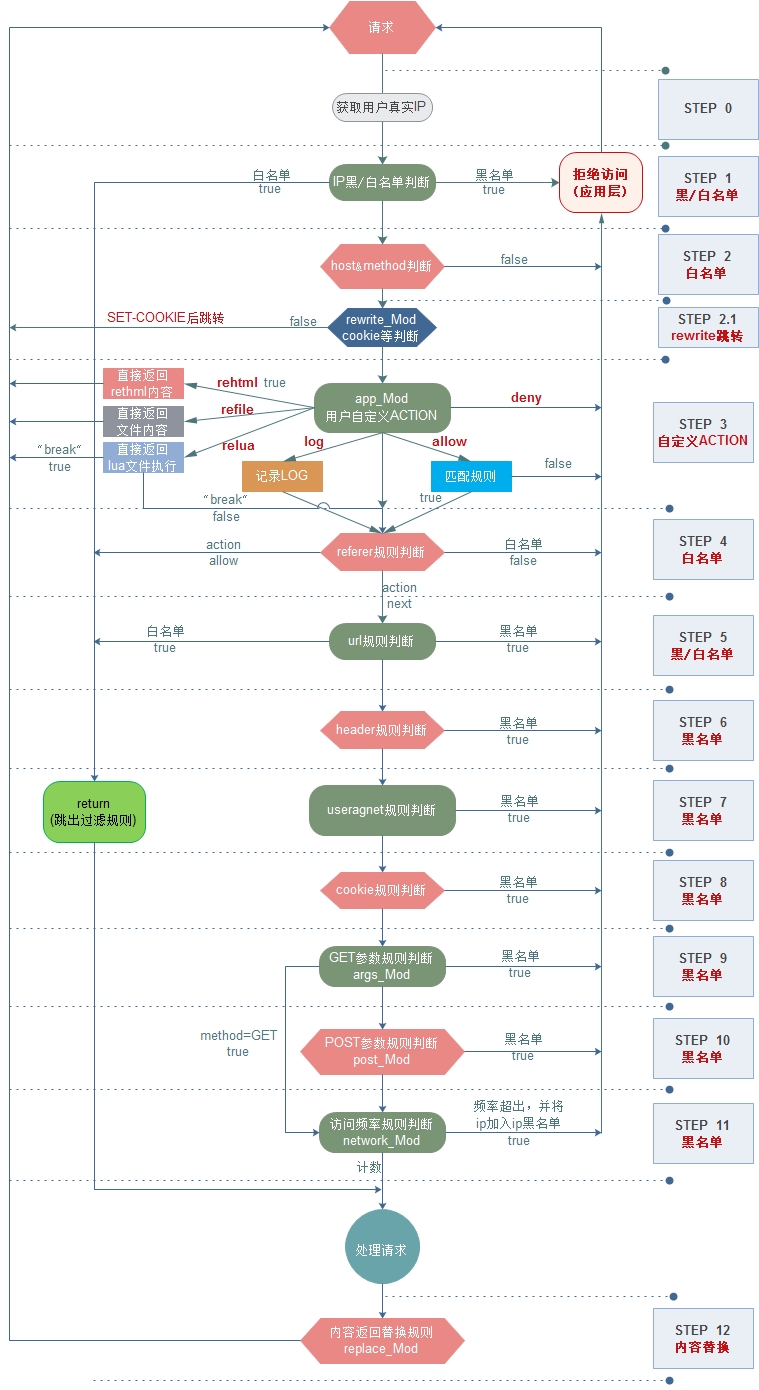 请求
获取用户真实IP
STEP 0
白名单
true
IP黑/白名单判断
黑名单
true
拒绝访问
(应用层)
STEP 1
黑/白名单
host&method判断
false
STEP 2
白名单
SET-COOKIE后跳转
false
rewrite_Mod
cookie等判断
STEP 2.1
rewrite跳转
直接返回
rethml内容
rehtml true
app_Mod
用户自定义ACTION
deny
直接返回
文件内容
refile
STEP 3
自定义ACTION
"break"
true
直接返回
lua文件执行
relua
log
allow
记录LOG
匹配规则
false
"break"
false
true
action
allow
referer规则判断
白名单
false
STEP 4
白名单
action
next
白名单
true
url规则判断
黑名单
true
STEP 5
黑/白名单
header规则判断
黑名单
true
STEP 6
黑名单
return
(跳出过滤规则)
useragnet规则判断
黑名单
true
STEP 7
黑名单
cookie规则判断
黑名单
true
STEP 8
黑名单
GET参数规则判断
args_Mod
黑名单
true
STEP 9
黑名单
method=GET
true
POST参数规则判断
post_Mod
黑名单
true
STEP 10
黑名单
访问频率规则判断
network_Mod
频率超出，并将
ip加入ip黑名单
true
STEP 11
黑名单
计数
处理请求
内容返回替换规则
replace_Mod
STEP 12
内容替换